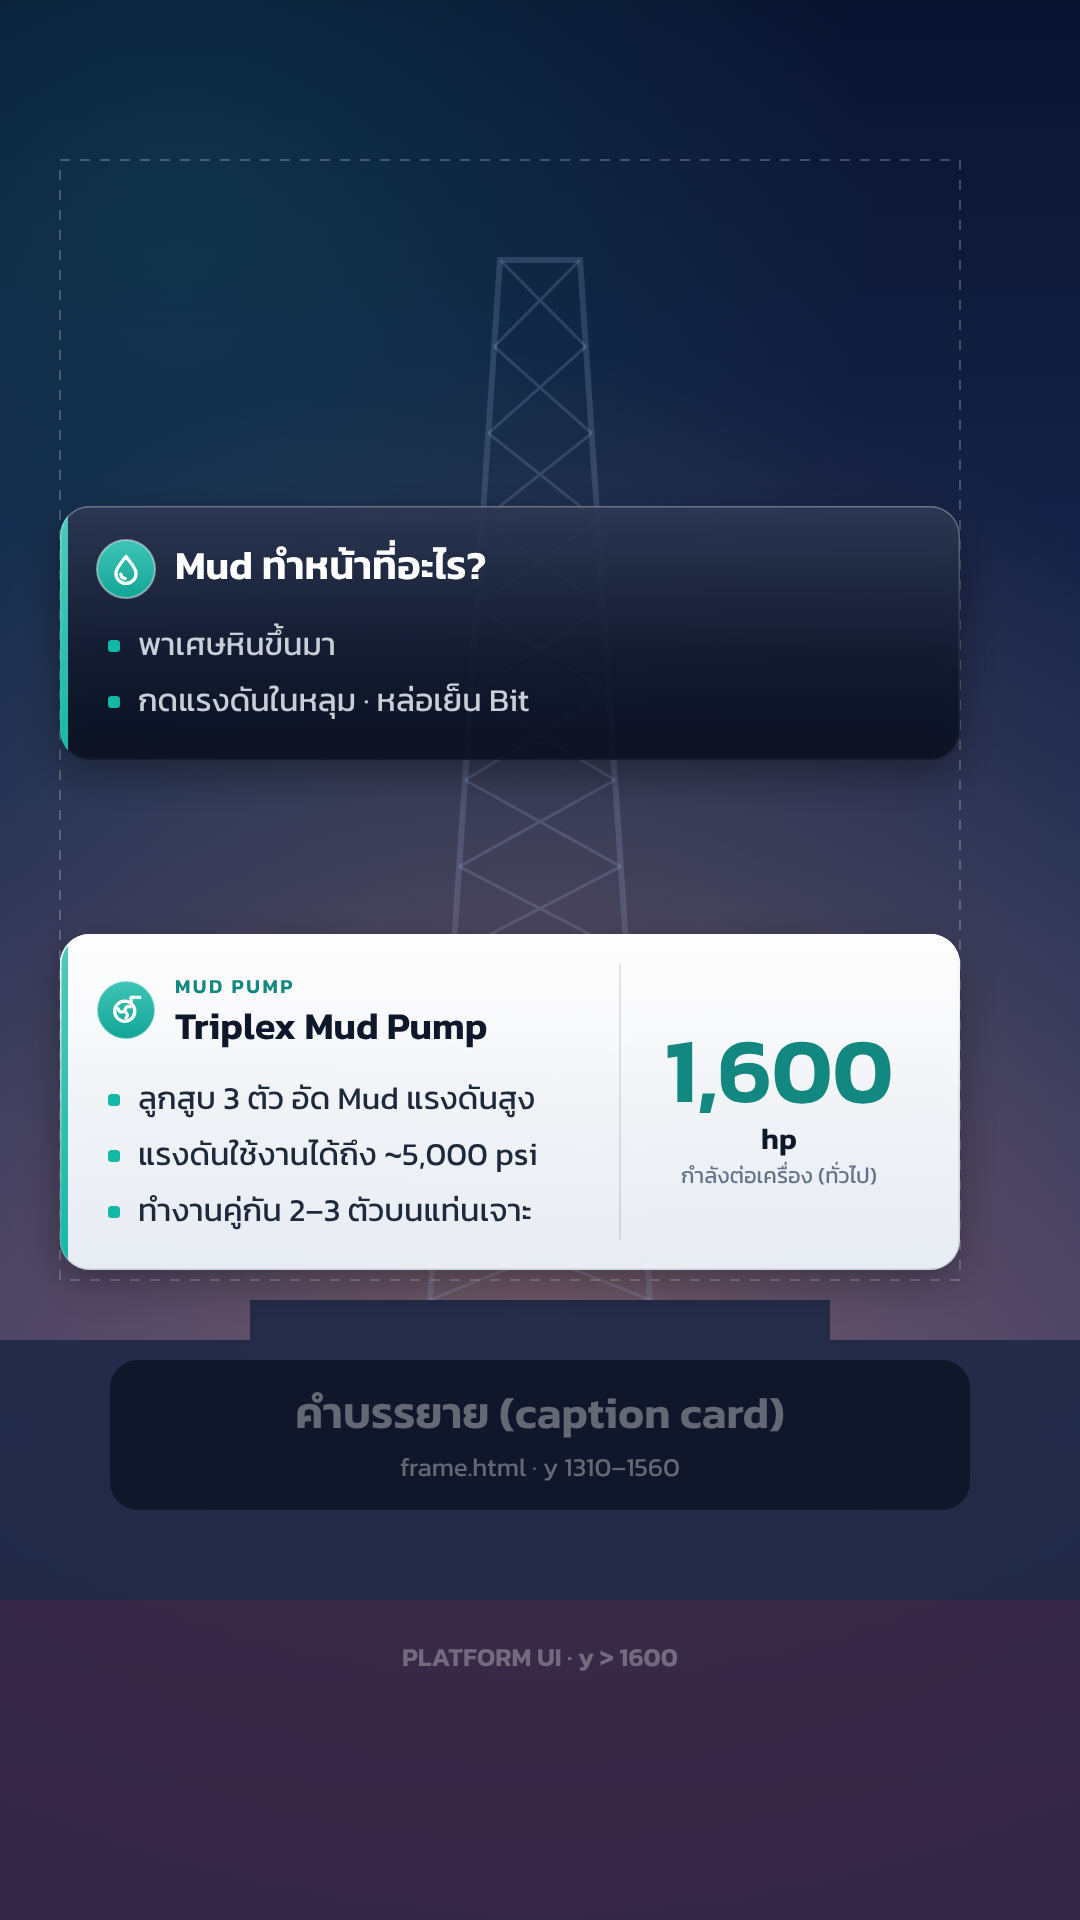 Mud ทำหน้าที่อะไร?
พาเศษหินขึ้นมา
กดแรงดันในหลุม · หล่อเย็น Bit
MUD PUMP
Triplex Mud Pump
ลูกสูบ 3 ตัว อัด Mud แรงดันสูง
แรงดันใช้งานได้ถึง ~5,000 psi
ทำงานคู่กัน 2–3 ตัวบนแท่นเจาะ
1,600
hp
กำลังต่อเครื่อง (ทั่วไป)
คำบรรยาย (caption card)
frame.html · y 1310–1560
PLATFORM UI · y > 1600